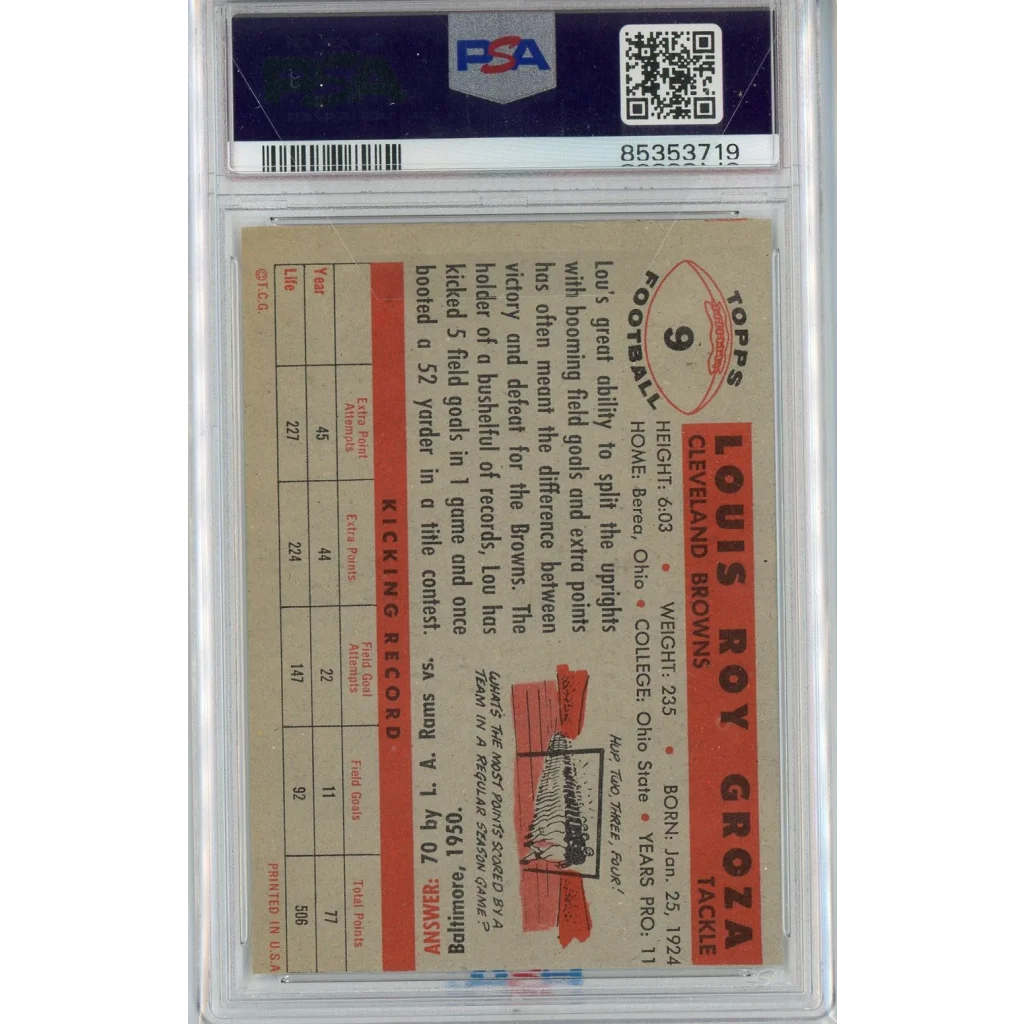 PSA
85353719
TOPPS
9
FOOTBALL
LOUIS ROY GROZA
CLEVELAND BROWNS TACKLE
HEIGHT: 6:03 • WEIGHT: 235 • BORN: Jan. 25, 1924
HOME: Berea, Ohio • COLLEGE: Ohio State • YEARS PRO: 11
Lou's great ability to split the uprights
with booming field goals and extra points
has often meant the difference between
victory and defeat for the Browns. The
holder of a bushelful of records, Lou has
kicked 5 field goals in 1 game and once
booted a 52 yarder in a title contest.
HUP, TWO, THREE, FOUR!
WHAT'S THE MOST POINTS SCORED BY A
TEAM IN A REGULAR SEASON GAME?
ANSWER: 70 by L. A. Rams vs.
Baltimore, 1950.
KICKING RECORD
Extra Point Attempts Extra Points Field Goal Attempts Field Goals Total Points
Year 45 44 22 11 77
Life 227 224 147 92 506
©T.C.G. PRINTED IN U.S.A